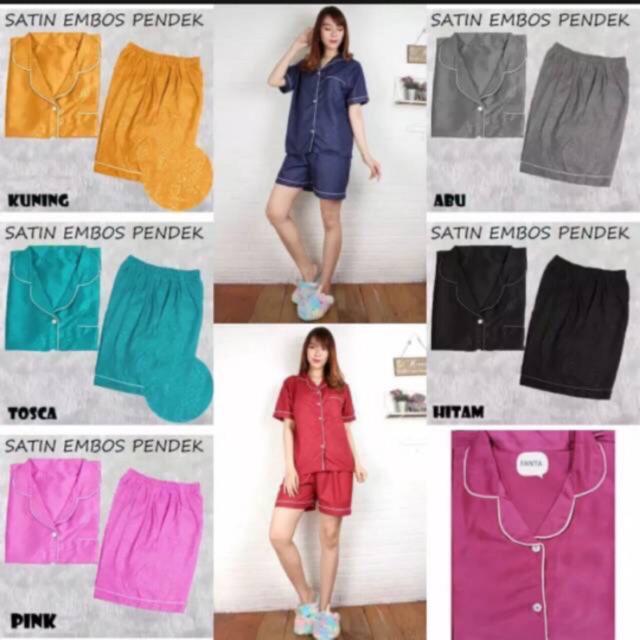 SATIN EMBOS PENDEK
KUNING
SATIN EMBOS PENDEK
ABU
SATIN EMBOS PENDEK
TOSCA
SATIN EMBOS PENDEK
HITAM
SATIN EMBOS PENDEK
PINK
FANTA